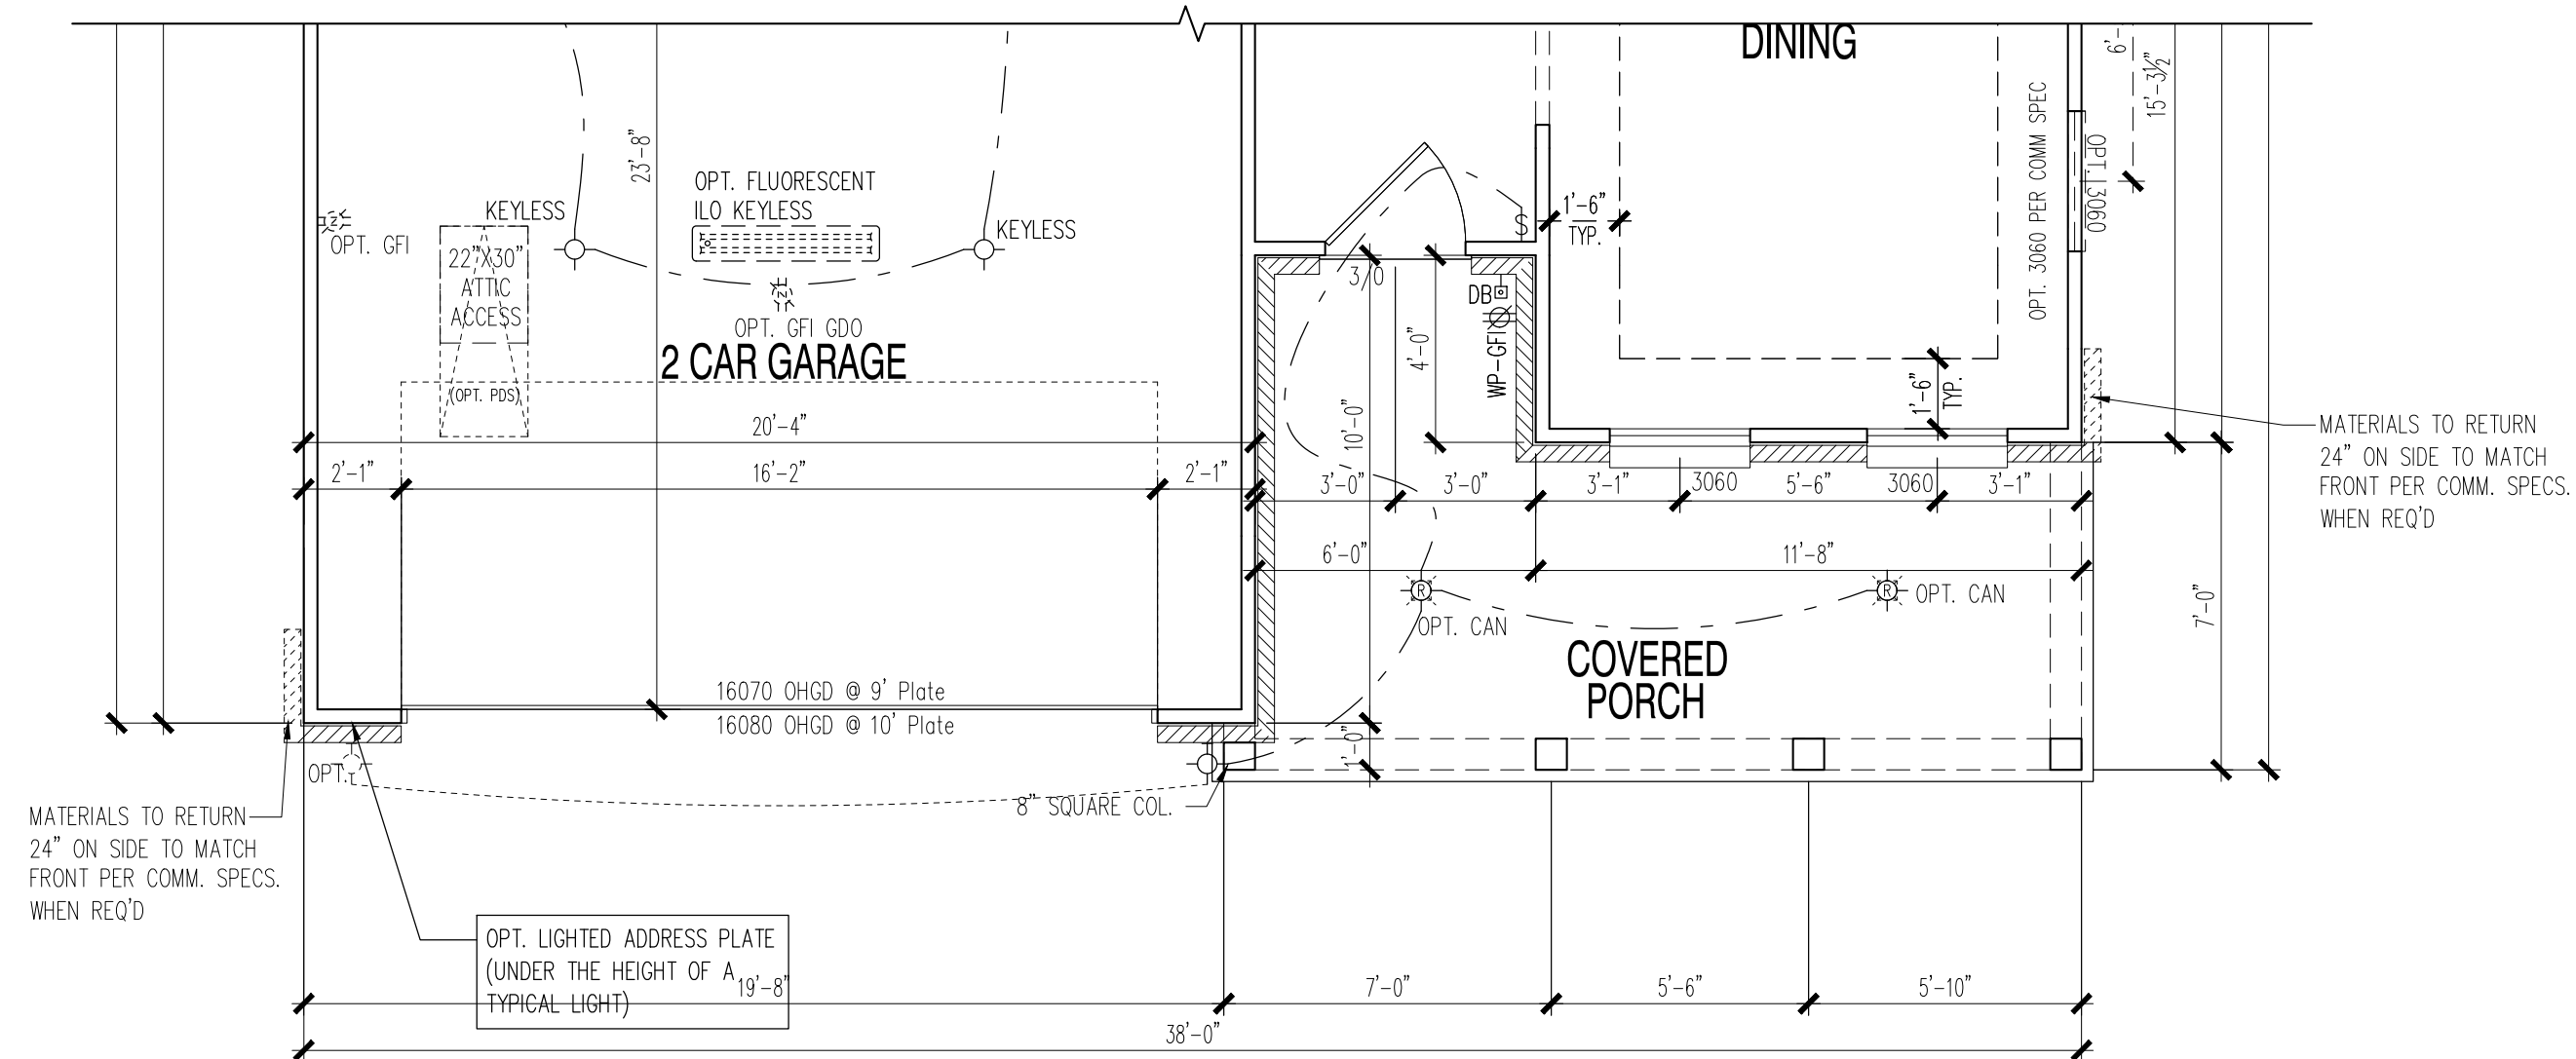 DINING
6'-
15'-3½"
OPT. 3060 PER COMM SPEC
OPT. 3060
23'-8"
OPT. FLUORESCENT
ILO KEYLESS
KEYLESS
KEYLESS
OPT. GFI
22"X30"
ATTIC
ACCESS
(OPT. PDS)
OPT. GFI GDO
2 CAR GARAGE
1'-6"
TYP.
S
3/0
DB
WP-GFI
4'-0"
10'-0"
1'-6"
TYP.
20'-4"
2'-1"
16'-2"
2'-1"
3'-0"
3'-0"
3'-1"
3060
5'-6"
3060
3'-1"
MATERIALS TO RETURN
24" ON SIDE TO MATCH
FRONT PER COMM. SPECS.
WHEN REQ'D
6'-0"
11'-8"
7'-0"
R
OPT. CAN
R
OPT. CAN
COVERED
PORCH
16070 OHGD @ 9' Plate
16080 OHGD @ 10' Plate
1'-0"
OPT.
8" SQUARE COL.
MATERIALS TO RETURN
24" ON SIDE TO MATCH
FRONT PER COMM. SPECS.
WHEN REQ'D
OPT. LIGHTED ADDRESS PLATE
(UNDER THE HEIGHT OF A
TYPICAL LIGHT)
19'-8"
7'-0"
5'-6"
5'-10"
38'-0"